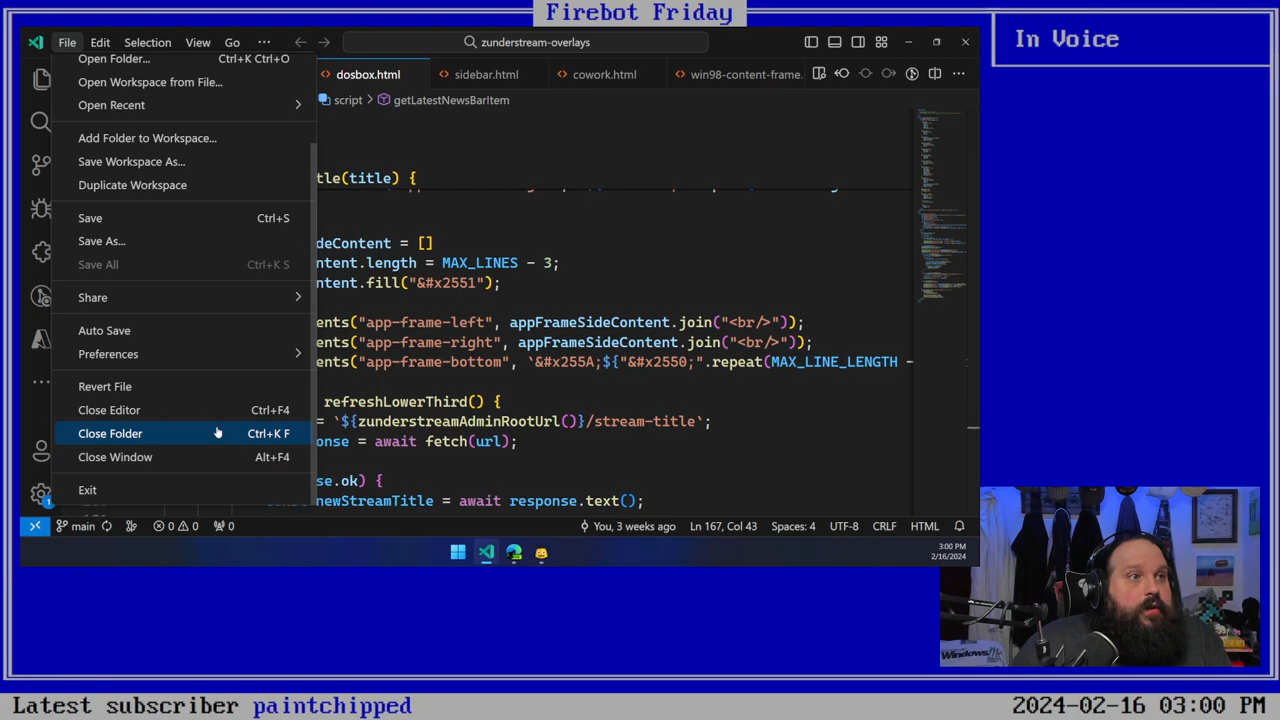 Firebot Friday
In Voice
File Edit Selection View Go ··· zunderstream-overlays
Open Folder... Ctrl+K Ctrl+O
Open Workspace from File...
Open Recent
Add Folder to Workspace...
Save Workspace As...
Duplicate Workspace
Save Ctrl+S
Save As...
Save All Ctrl+K S
Share
Auto Save
Preferences
Revert File
Close Editor Ctrl+F4
Close Folder Ctrl+K F
Close Window Alt+F4
Exit
dosbox.html sidebar.html cowork.html win98-content-frame.
script > getLatestNewsBarItem
tle(title) {
deContent = []
ntent.length = MAX_LINES - 3;
ntent.fill("&#x2551");
ents("app-frame-left", appFrameSideContent.join("<br/>"));
ents("app-frame-right", appFrameSideContent.join("<br/>"));
ents("app-frame-bottom", `&#x255A;${"&#x2550;".repeat(MAX_LINE_LENGTH -
refreshLowerThird() {
= `${zunderstreamAdminRootUrl()}/stream-title`;
onse = await fetch(url);
se.ok) {
newStreamTitle = await response.text();
1
main 0 0 0 You, 3 weeks ago Ln 167, Col 43 Spaces: 4 UTF-8 CRLF HTML
3:00 PM
2/16/2024
Windows Me
Latest subscriber paintchipped 2024-02-16 03:00 PM